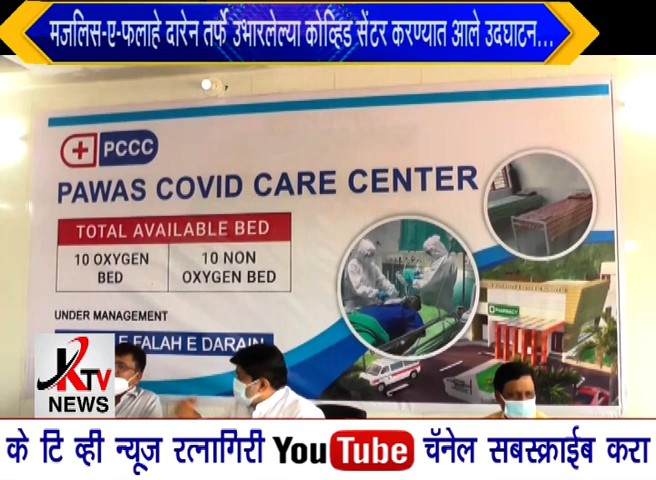 मजलिस-ए-फलाहे दारेन तर्फे उभारलेल्या कोव्हिड सेंटर करण्यात आले उदघाटन...
PCCC
PAWAS COVID CARE CENTER
TOTAL AVAILABLE BED
10 OXYGEN BED
10 NON OXYGEN BED
UNDER MANAGEMENT
E FALAH E DARAIN
PHARMACY
KTV
NEWS
के टि व्ही न्यूज रत्नागिरी YouTube चॅनेल सबस्क्राईब करा